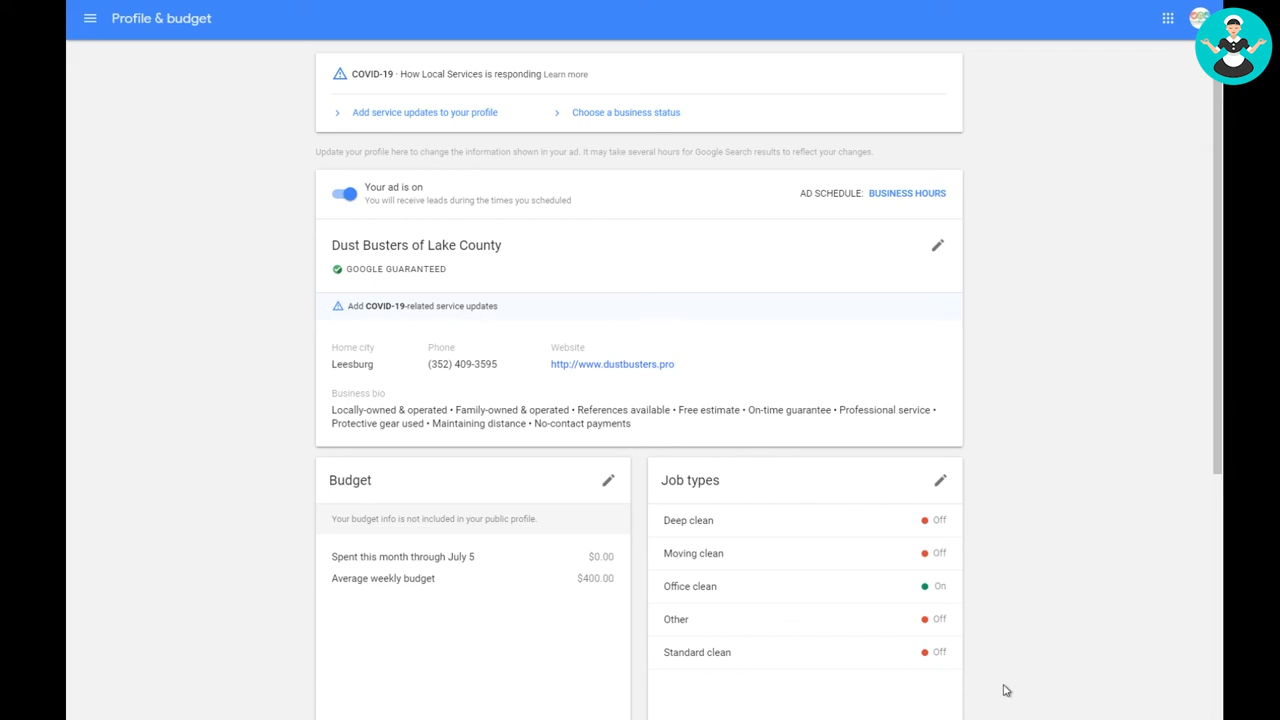 Profile & budget
COVID-19 · How Local Services is responding Learn more
Add service updates to your profile
Choose a business status
Update your profile here to change the information shown in your ad. It may take several hours for Google Search results to reflect your changes.
Your ad is on
You will receive leads during the times you scheduled
AD SCHEDULE: BUSINESS HOURS
Dust Busters of Lake County
GOOGLE GUARANTEED
Add COVID-19-related service updates
Home city Phone Website
Leesburg (352) 409-3595 http://www.dustbusters.pro
Business bio
Locally-owned & operated • Family-owned & operated • References available • Free estimate • On-time guarantee • Professional service •
Protective gear used • Maintaining distance • No-contact payments
Budget
Your budget info is not included in your public profile.
Spent this month through July 5 $0.00
Average weekly budget $400.00
Job types
Deep clean Off
Moving clean Off
Office clean On
Other Off
Standard clean Off